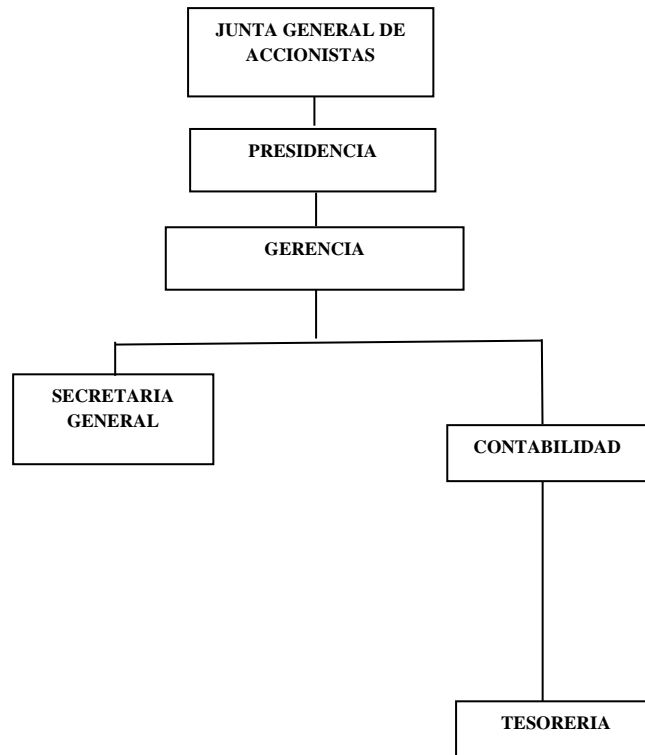 JUNTA GENERAL DE
ACCIONISTAS
PRESIDENCIA
GERENCIA
SECRETARIA
GENERAL
CONTABILIDAD
TESORERIA